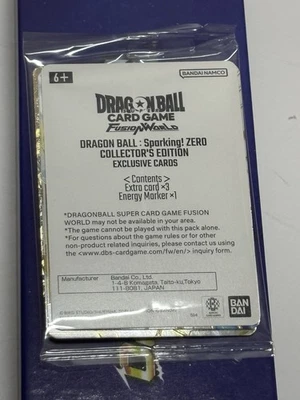 6+
BANDAI NAMCO
DRAGON BALL
CARD GAME
FUSION WORLD
DRAGON BALL : Sparking! ZERO
COLLECTOR'S EDITION
EXCLUSIVE CARDS
< Contents >
Extra card ×3
Energy Marker ×1
*DRAGONBALL SUPER CARD GAME FUSION
WORLD may not be available in your area.
*The game cannot be played with this pack alone.
*For questions about the game rules or for other
non-product related inquiries, please contact us using
the <www.dbs-cardgame.com/fw/en/> contact us
Manufacturer
Bandai Co., Ltd.
1-4-8 Komagata, Taito-ku,Tokyo
111-8081, JAPAN
BAN
DAI